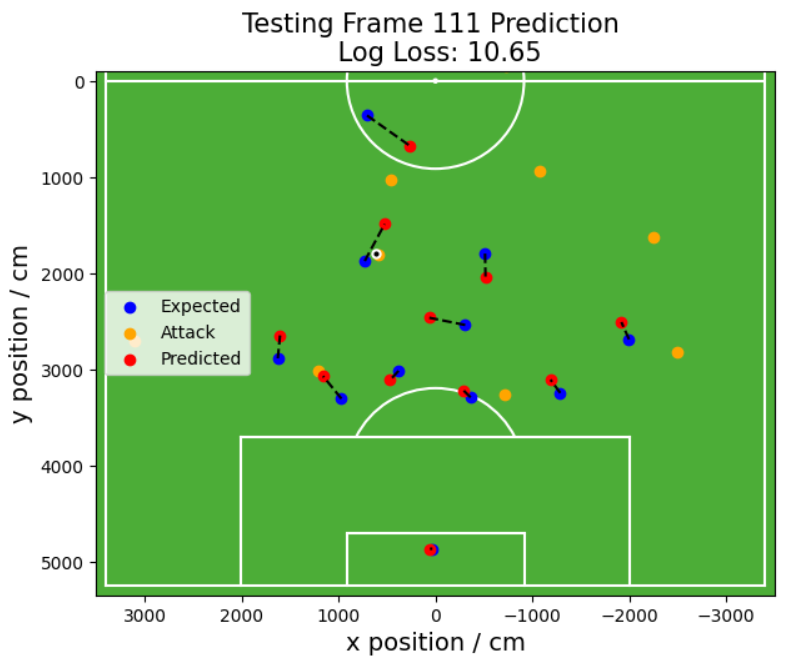 Testing Frame 111 Prediction
Log Loss: 10.65
0
1000
2000
3000
4000
5000
y position / cm
Expected
Attack
Predicted
3000
2000
1000
0
−1000
−2000
−3000
x position / cm